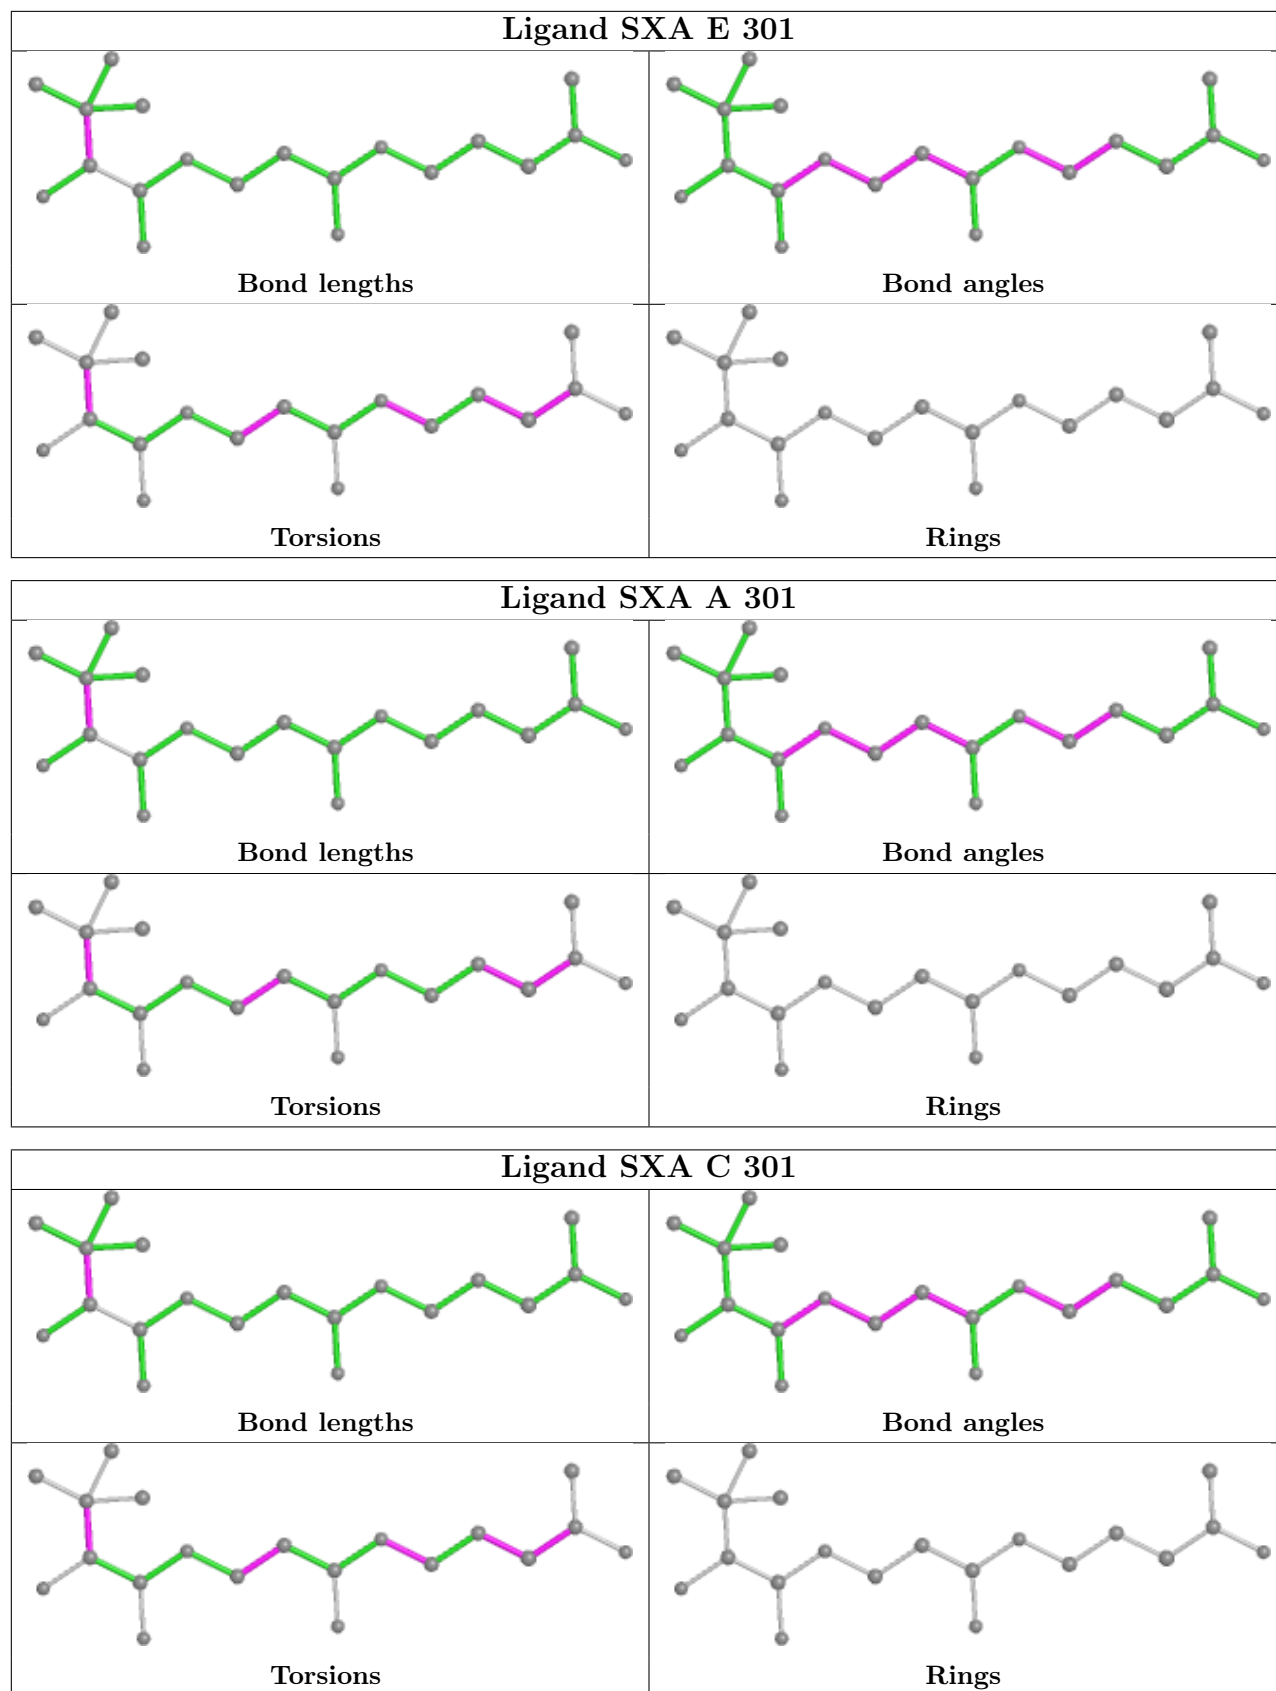 Ligand SXA E 301
Bond lengths
Bond angles
Torsions
Rings
Ligand SXA A 301
Bond lengths
Bond angles
Torsions
Rings
Ligand SXA C 301
Bond lengths
Bond angles
Torsions
Rings